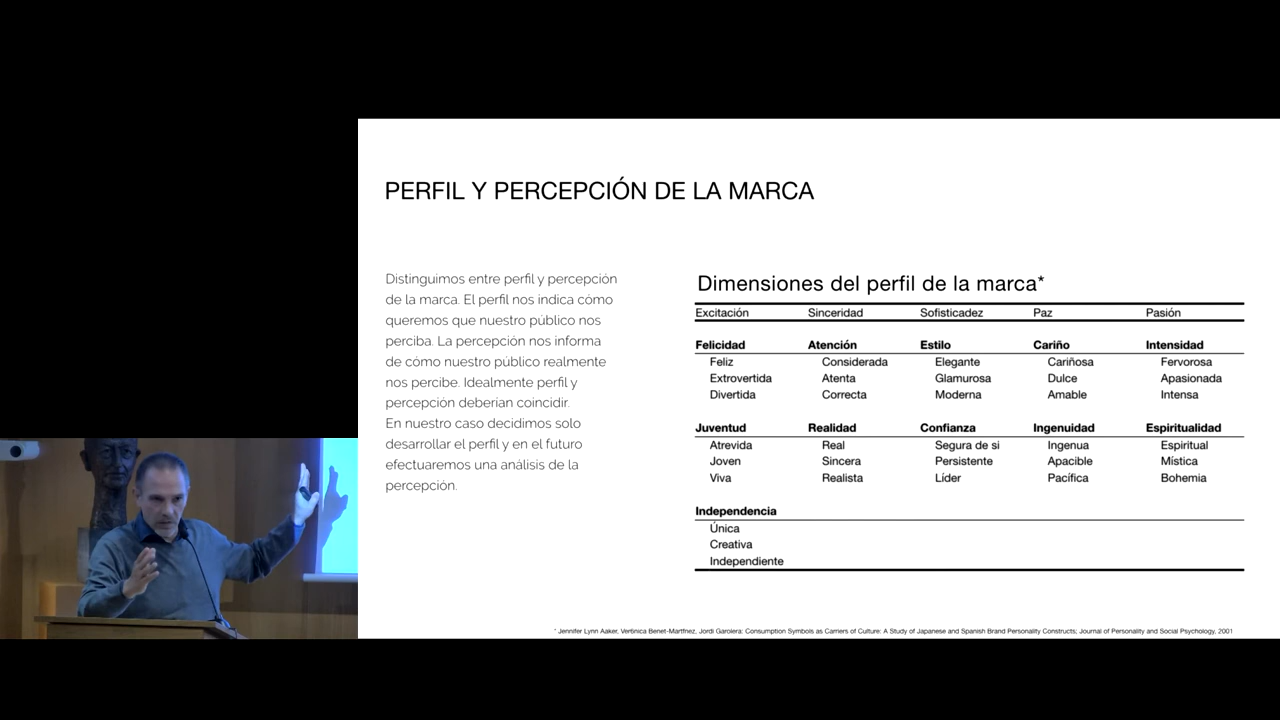 PERFIL Y PERCEPCIÓN DE LA MARCA
Distinguimos entre perfil y percepción
de la marca. El perfil nos indica cómo
queremos que nuestro público nos
perciba. La percepción nos informa
de cómo nuestro público realmente
nos percibe. Idealmente perfil y
percepción deberían coincidir.
En nuestro caso decidimos solo
desarrollar el perfil y en el futuro
efectuaremos una análisis de la
percepción.
Dimensiones del perfil de la marca*
Excitación Sinceridad Sofisticadez Paz Pasión
Felicidad Atención Estilo Cariño Intensidad
Feliz Considerada Elegante Cariñosa Fervorosa
Extrovertida Atenta Glamurosa Dulce Apasionada
Divertida Correcta Moderna Amable Intensa
Juventud Realidad Confianza Ingenuidad Espiritualidad
Atrevida Real Segura de si Ingenua Espiritual
Joven Sincera Persistente Apacible Mística
Viva Realista Líder Pacífica Bohemia
Independencia
Única
Creativa
Independiente
* Jennifer Lynn Aaker, Verőnica Benet-Martfnez, Jordi Garolera: Consumption Symbols as Carriers of Culture: A Study of Japanese and Spanish Brand Personality Constructs; Journal of Personality and Social Psychology, 2001